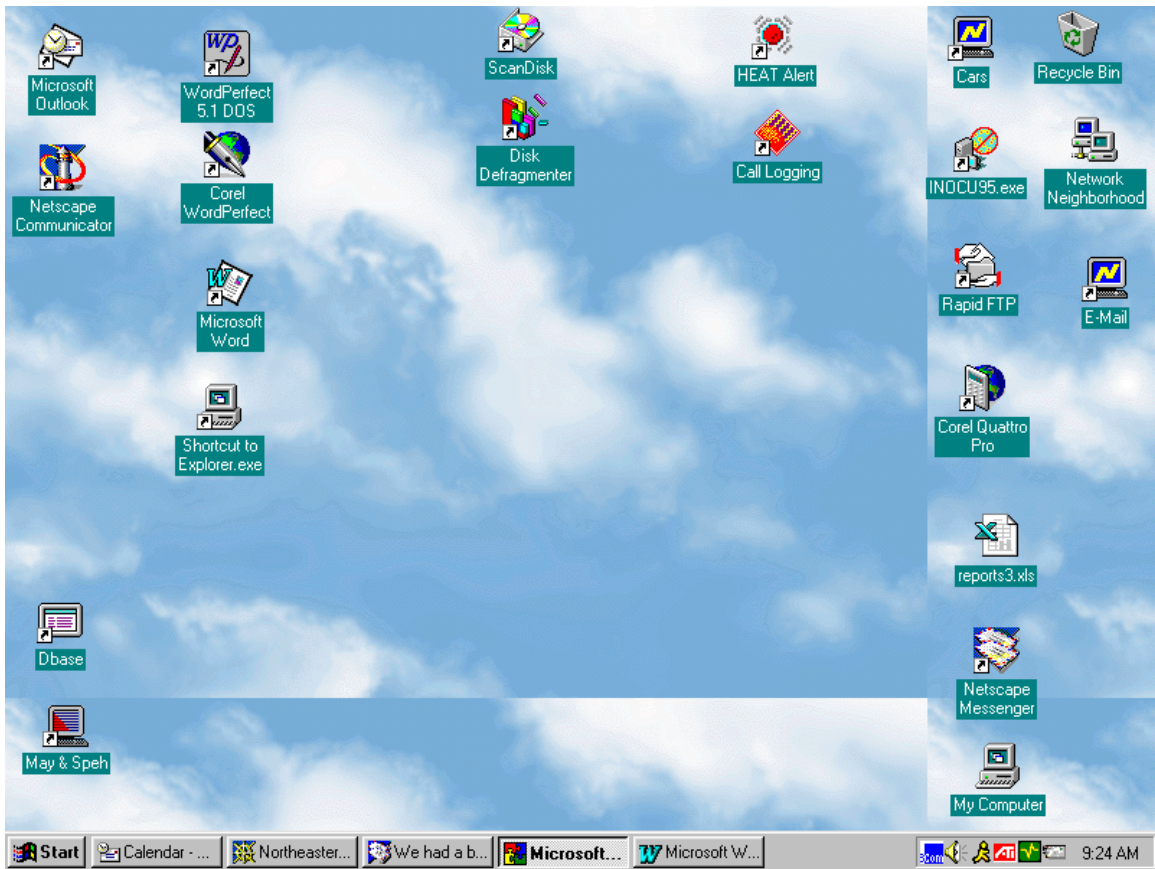 Microsoft
Outlook
WordPerfect
5.1 DOS
ScanDisk
HEAT Alert
Cars
Recycle Bin
Netscape
Communicator
Corel
WordPerfect
Disk
Defragmenter
Call Logging
INOCU95.exe
Network
Neighborhood
Microsoft
Word
Rapid FTP
E-Mail
Shortcut to
Explorer.exe
Corel Quattro
Pro
reports3.xls
Dbase
Netscape
Messenger
May & Speh
My Computer
Start
Calendar - ...
Northeaster...
We had a b...
Microsoft...
Microsoft W...
3Com
ATI
9:24 AM